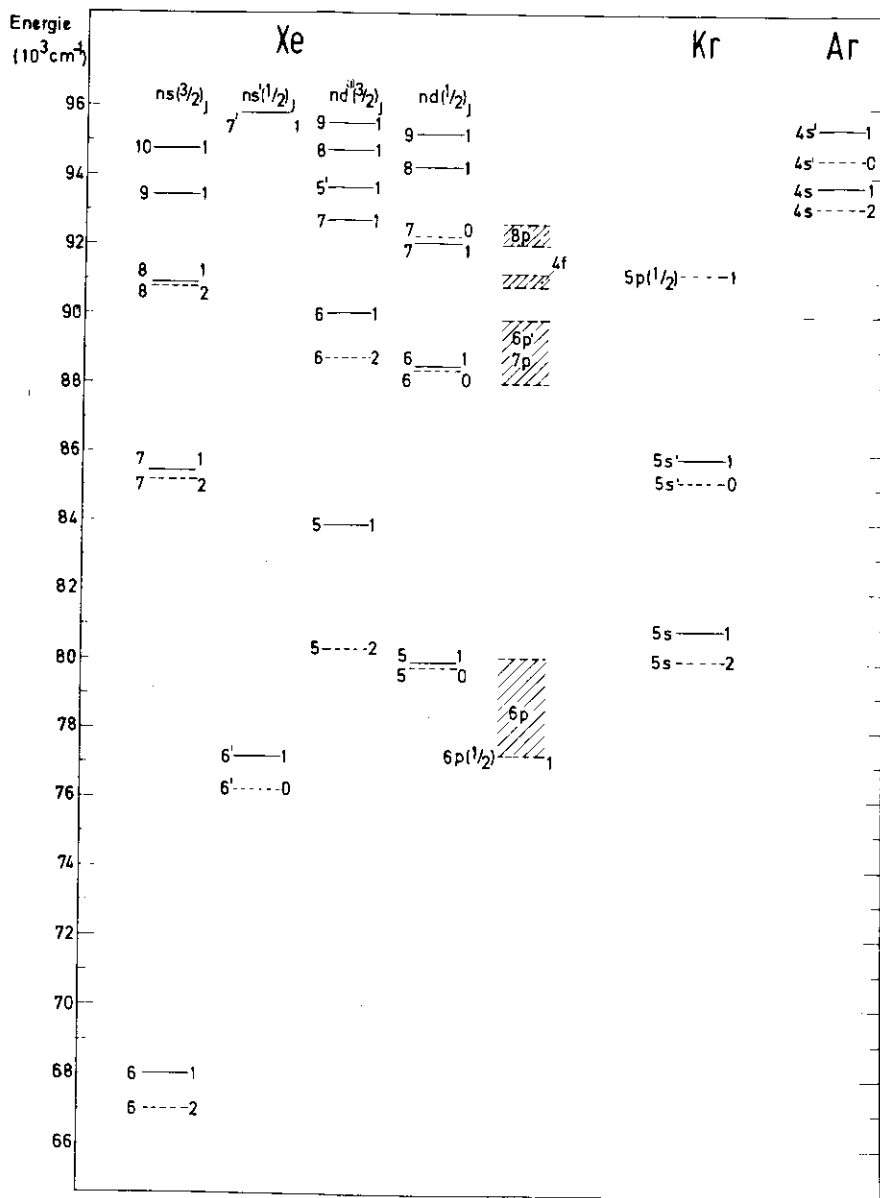 Energie
(10³cm⁻¹)
Xe Kr Ar
ns(3/2)J ns'(1/2)J nd(')(3/2)J nd(1/2)J
96
7' 1
9 1
9 1
4s' 1
10 1
8 1
94
8 1
4s' 0
9 1
5' 1
4s 1
4s 2
7 1
92
7 0
7 1
8p
4f
8 1
8 2
5p(1/2) 1
90
6 1
6p'
7p
6 2
6 1
6 0
88
86
7 1
7 2
5s' 1
5s' 0
84
5 1
82
5s 1
80
5 2
5 1
5 0
5s 2
78
6p
6' 1
6p(1/2) 1
76
6' 0
74
72
70
68
6 1
6 2
66